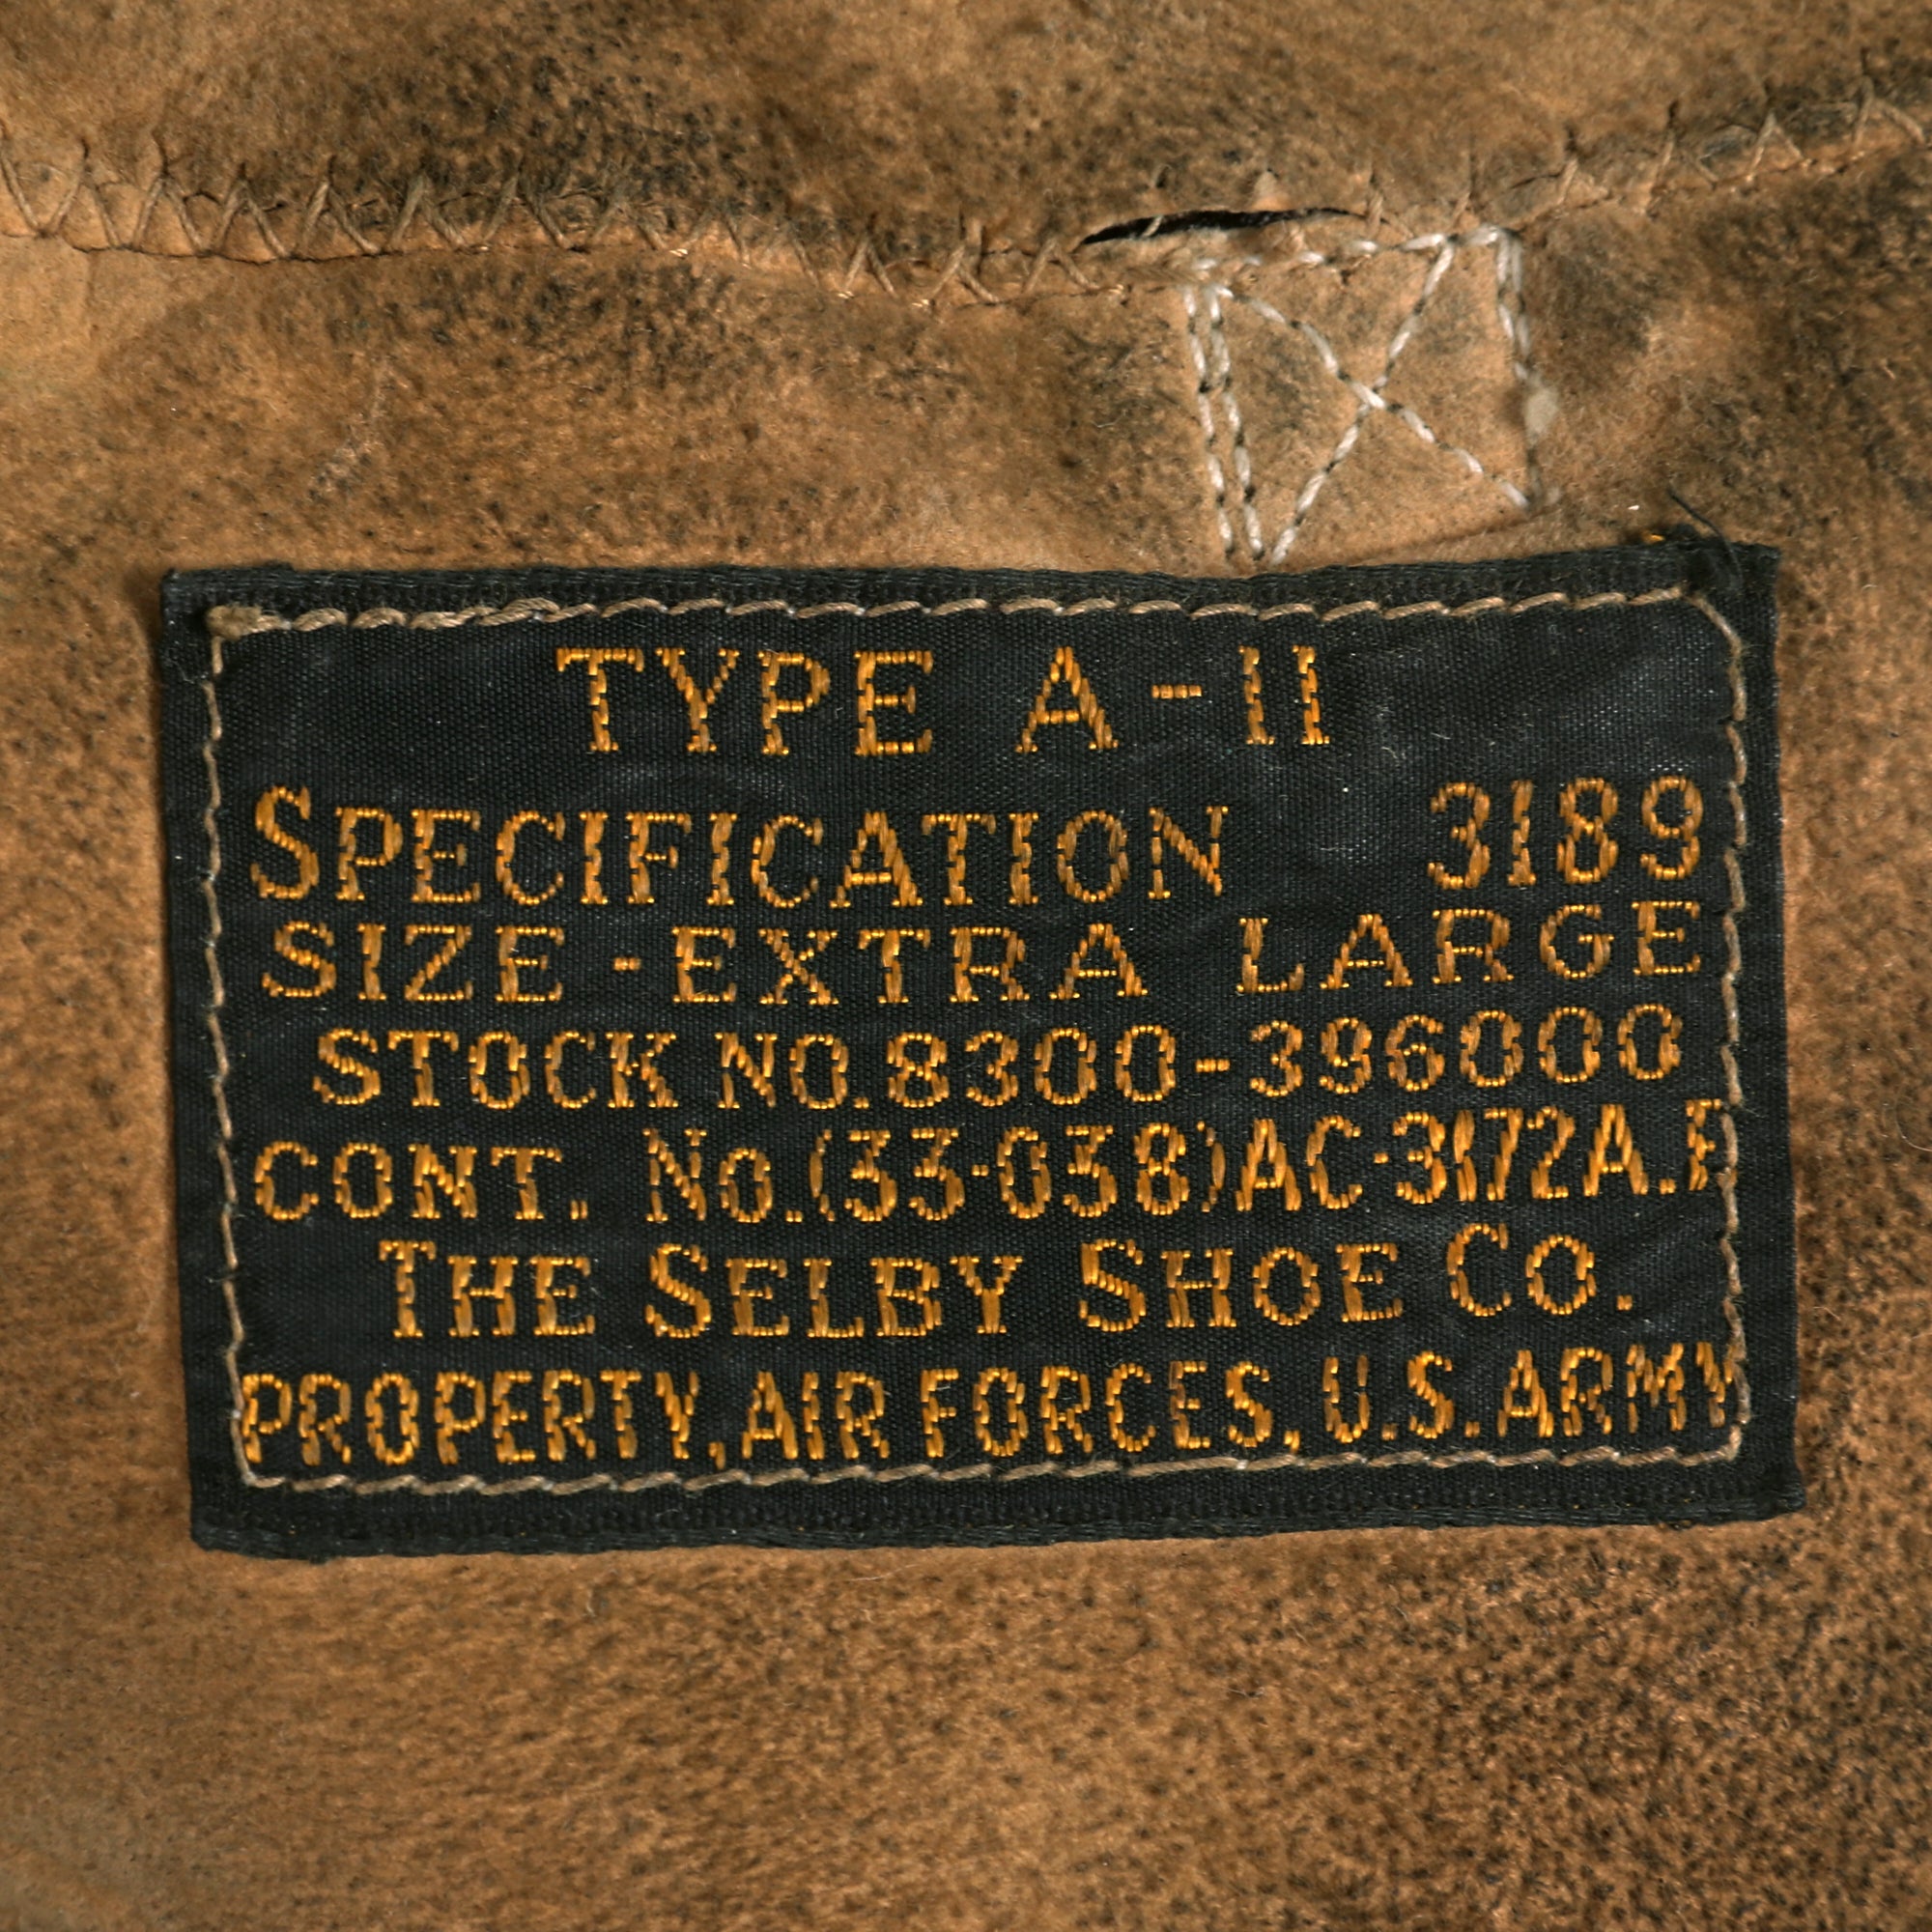 TYPE A-11
SPECIFICATION 3189
SIZE-EXTRA LARGE
STOCK NO.8300-396000
CONT. No.(33-038)AC-3172A.F
THE SELBY SHOE CO.
PROPERTY, AIR FORCES, U.S. ARMY